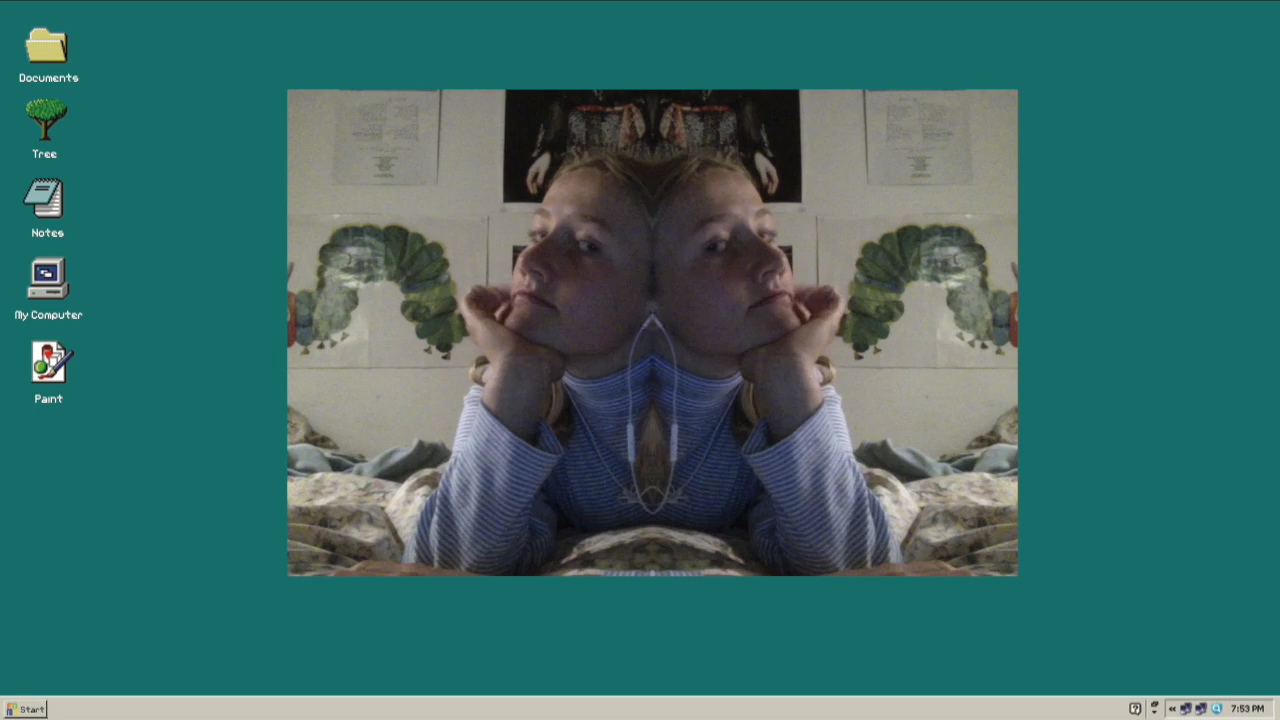 Documents
Tree
Notes
My Computer
Paint
Start
7:53 PM